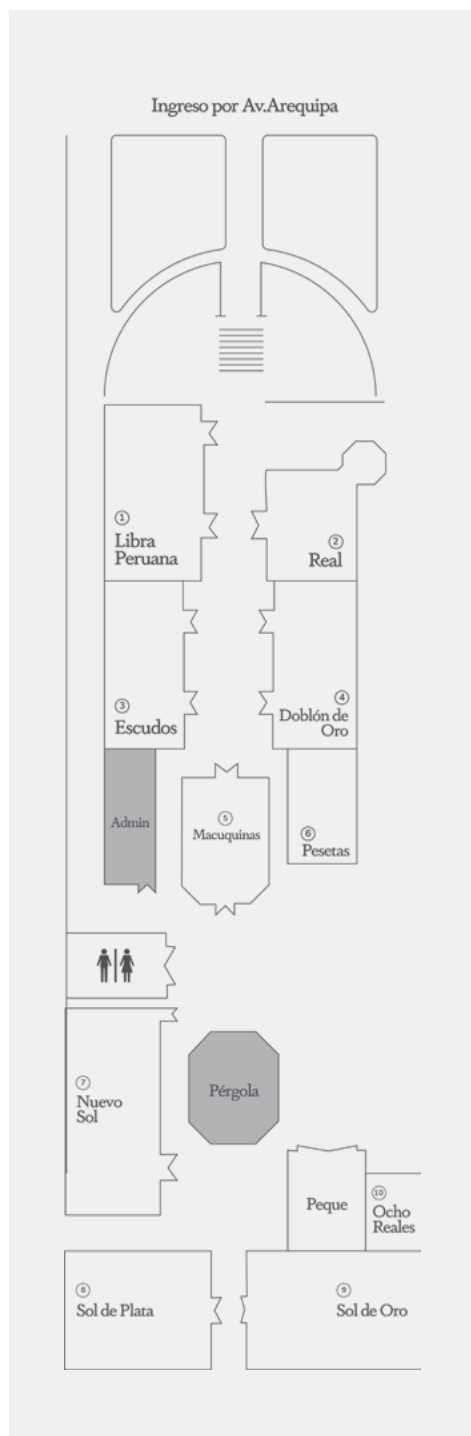 Ingreso por Av.Arequipa
1
Libra
Peruana
2
Real
3
Escudos
4
Doblón de
Oro
Admin
5
Macuquinas
6
Pesetas
7
Nuevo
Sol
Pérgola
Peque
10
Ocho
Reales
8
Sol de Plata
9
Sol de Oro